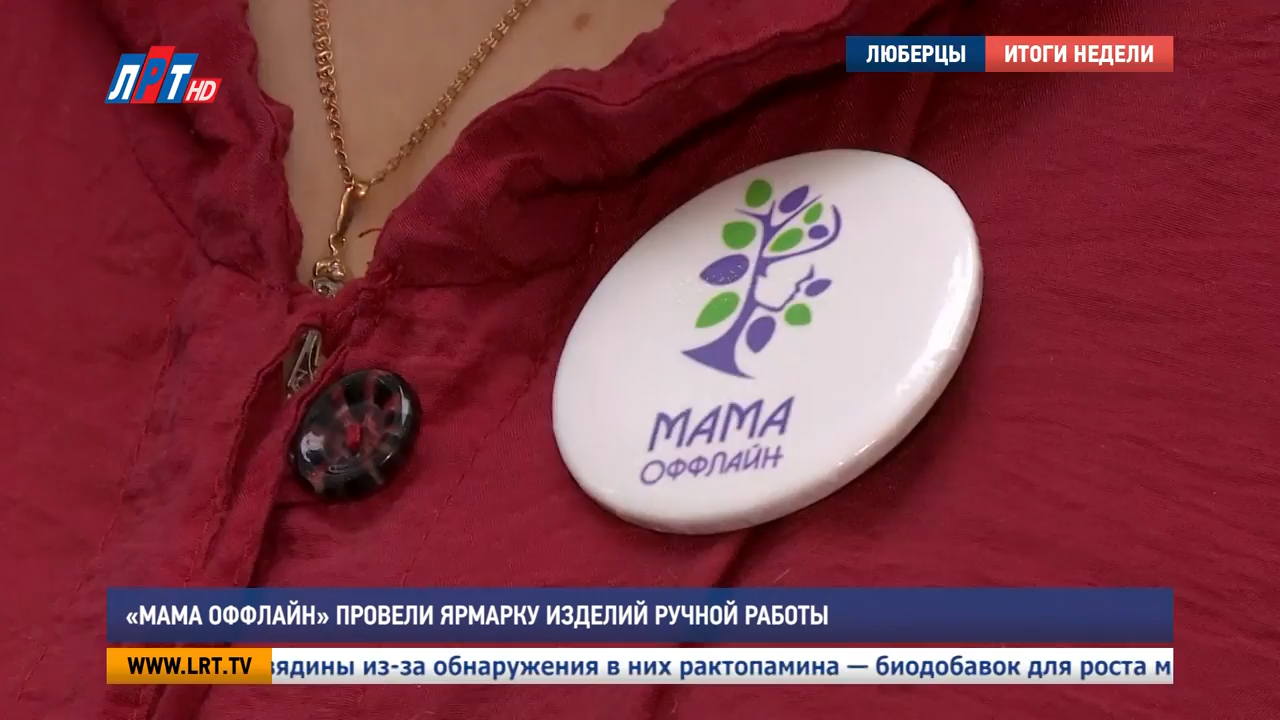 ЛРТ HD
ЛЮБЕРЦЫ ИТОГИ НЕДЕЛИ
МАМА
ОФФЛАЙН
«МАМА ОФФЛАЙН» ПРОВЕЛИ ЯРМАРКУ ИЗДЕЛИЙ РУЧНОЙ РАБОТЫ
WWW.LRT.TV вядины из-за обнаружения в них рактопамина — биодобавок для роста м